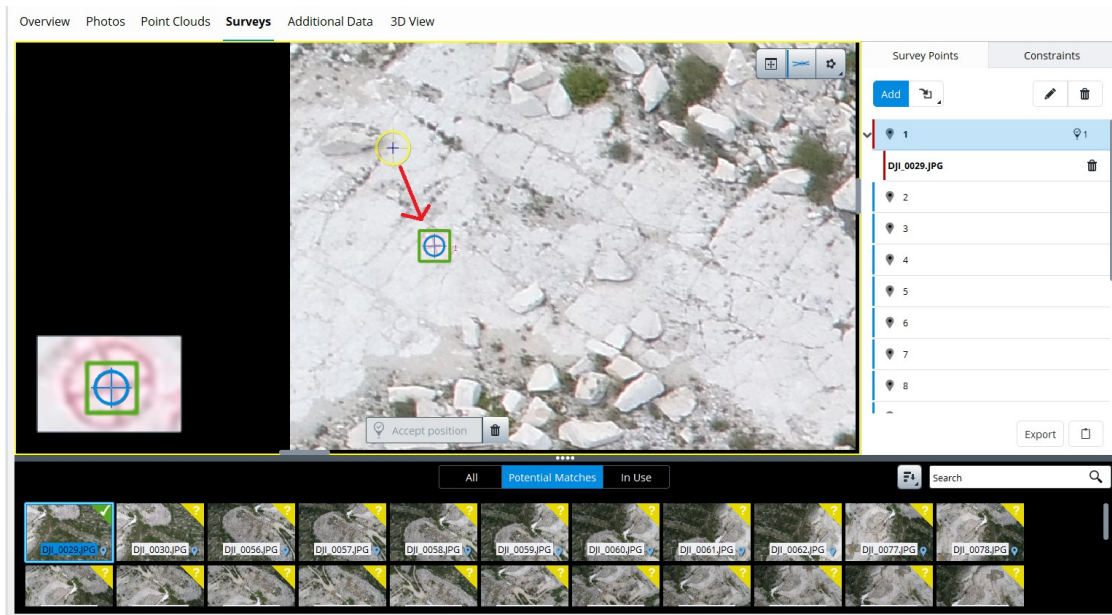 Overview Photos Point Clouds Surveys Additional Data 3D View
Survey Points Constraints
Add
1 1
DJI_0029.JPG
2
3
4
5
6
7
8
1
Accept position
Export
All Potential Matches In Use
Search
DJI_0029.JPG DJI_0030.JPG DJI_0056.JPG DJI_0057.JPG DJI_0058.JPG DJI_0059.JPG DJI_0060.JPG DJI_0061.JPG DJI_0062.JPG DJI_0077.JPG DJI_0078.JPG